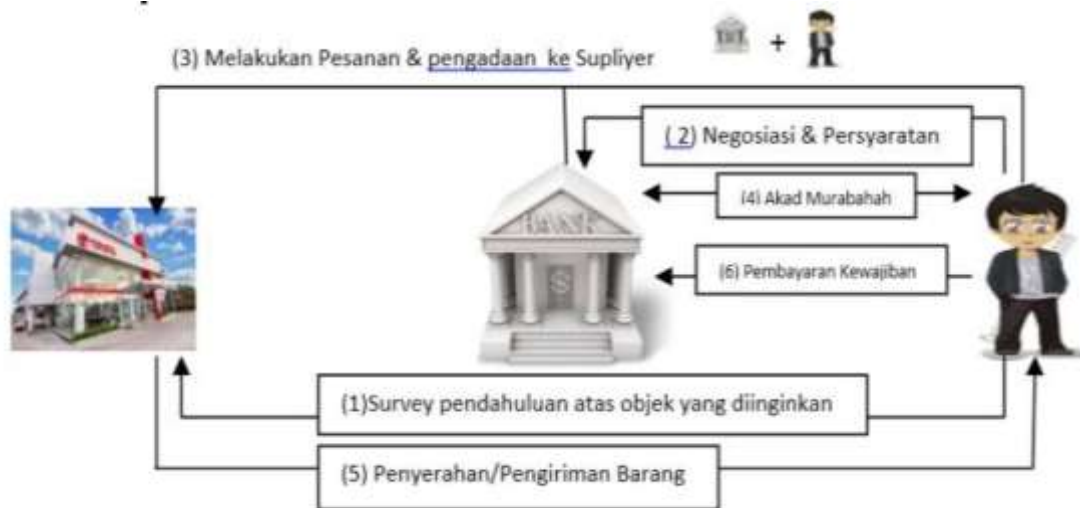 (3) Melakukan Pesanan & pengadaan ke Supliyer
+
( 2) Negosiasi & Persyaratan
(4) Akad Murabahah
BANK
$
(6) Pembayaran Kewajiban
(1)Survey pendahuluan atas objek yang diinginkan
(5) Penyerahan/Pengiriman Barang